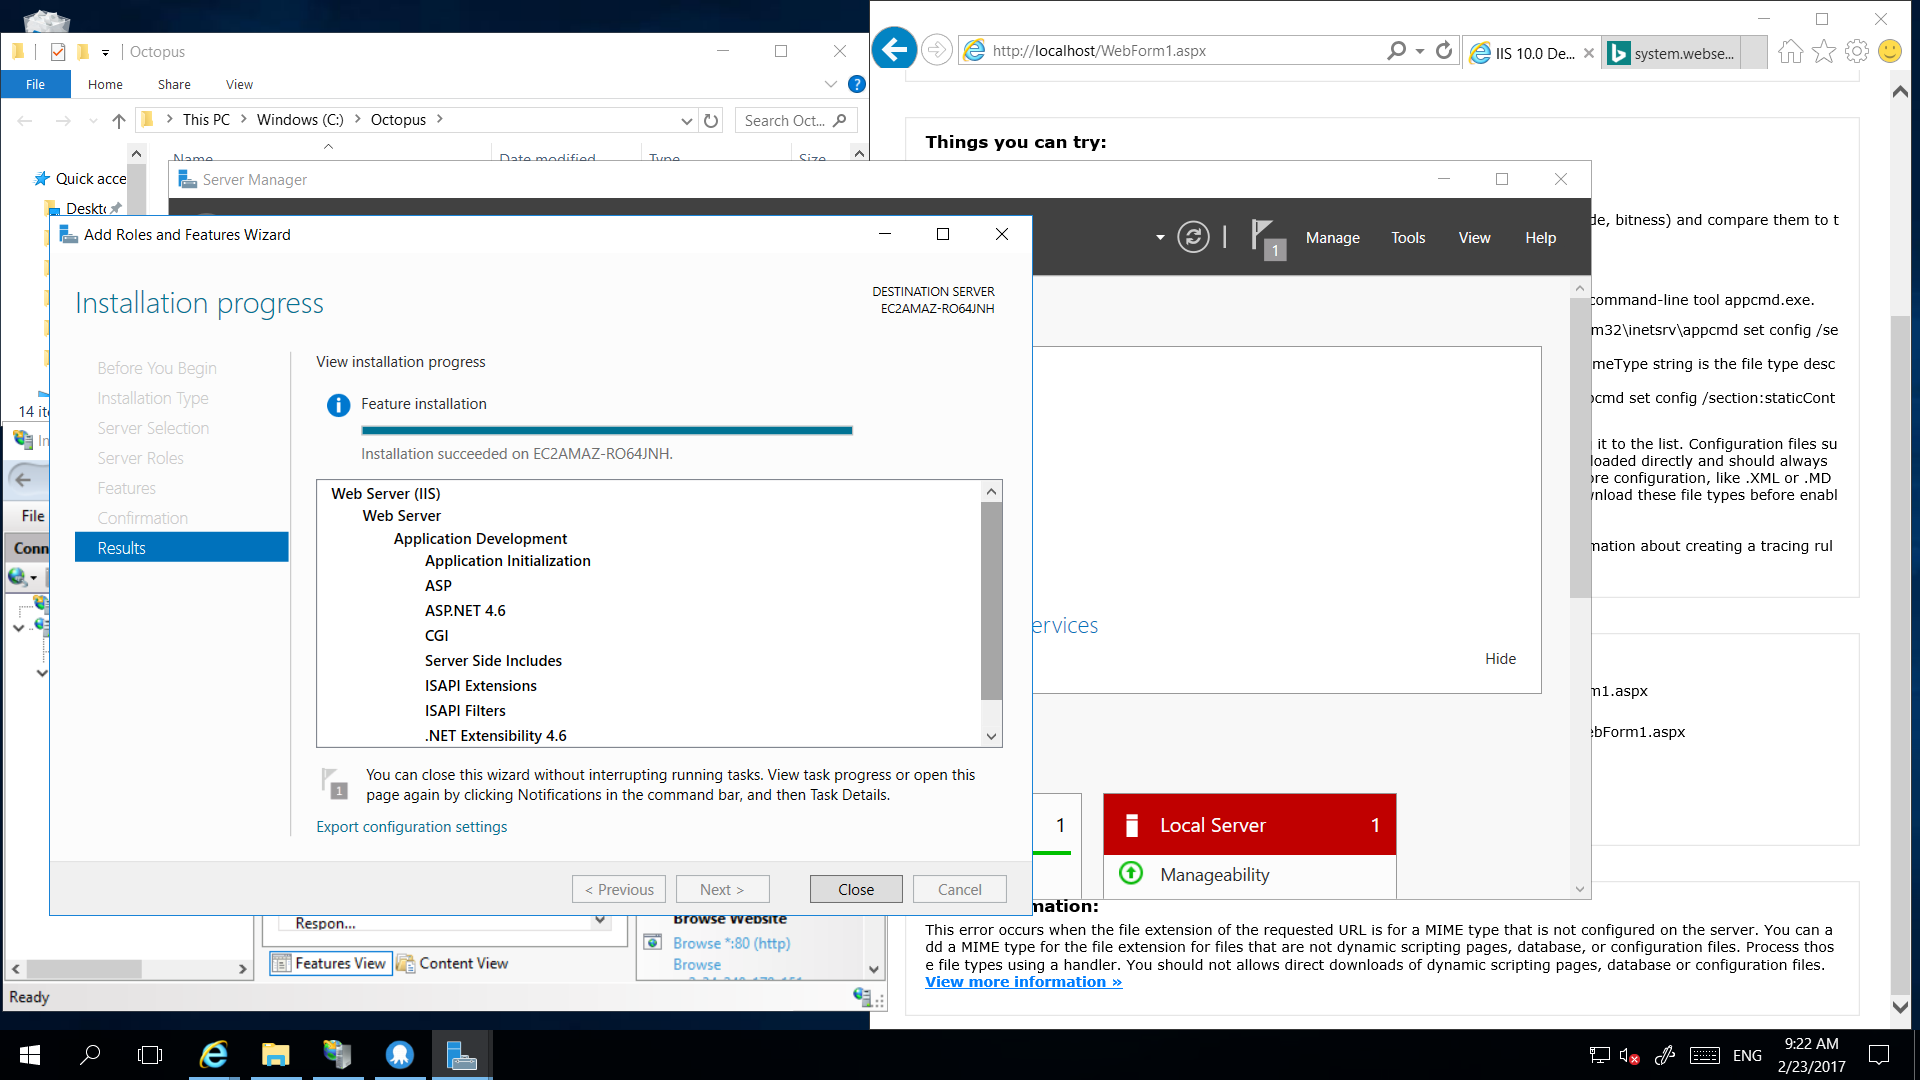 Octopus
File
Home
Share
View
This PC
Windows (C:)
Octopus
Search Oct...
Name
Date modified
Type
Size
Quick acce
Deskto
14 ite
http://localhost/WebForm1.aspx
IIS 10.0 De...
system.webse...
Things you can try:
de, bitness) and compare them to t
command-line tool appcmd.exe.
m32\inetsrv\appcmd set config /se
meType string is the file type desc
pcmd set config /section:staticCont
g it to the list. Configuration files su
loaded directly and should always
ore configuration, like .XML or .MD
wnload these file types before enabl
mation about creating a tracing rul
m1.aspx
ebForm1.aspx
mation:
This error occurs when the file extension of the requested URL is for a MIME type that is not configured on the server. You can a
dd a MIME type for the file extension for files that are not dynamic scripting pages, database, or configuration files. Process thos
e file types using a handler. You should not allows direct downloads of dynamic scripting pages, database or configuration files.
View more information »
Server Manager
1
Manage
Tools
View
Help
ervices
Hide
1
Local Server
1
Manageability
Add Roles and Features Wizard
Installation progress
DESTINATION SERVER
EC2AMAZ-RO64JNH
Before You Begin
Installation Type
Server Selection
Server Roles
Features
Confirmation
Results
View installation progress
Feature installation
Installation succeeded on EC2AMAZ-RO64JNH.
Web Server (IIS)
Web Server
Application Development
Application Initialization
ASP
ASP.NET 4.6
CGI
Server Side Includes
ISAPI Extensions
ISAPI Filters
.NET Extensibility 4.6
1
You can close this wizard without interrupting running tasks. View task progress or open this
page again by clicking Notifications in the command bar, and then Task Details.
Export configuration settings
< Previous
Next >
Close
Cancel
In
File
Conn
Respon...
Features View
Content View
Browse Website
Browse *:80 (http)
Browse
Ready
ENG
9:22 AM
2/23/2017